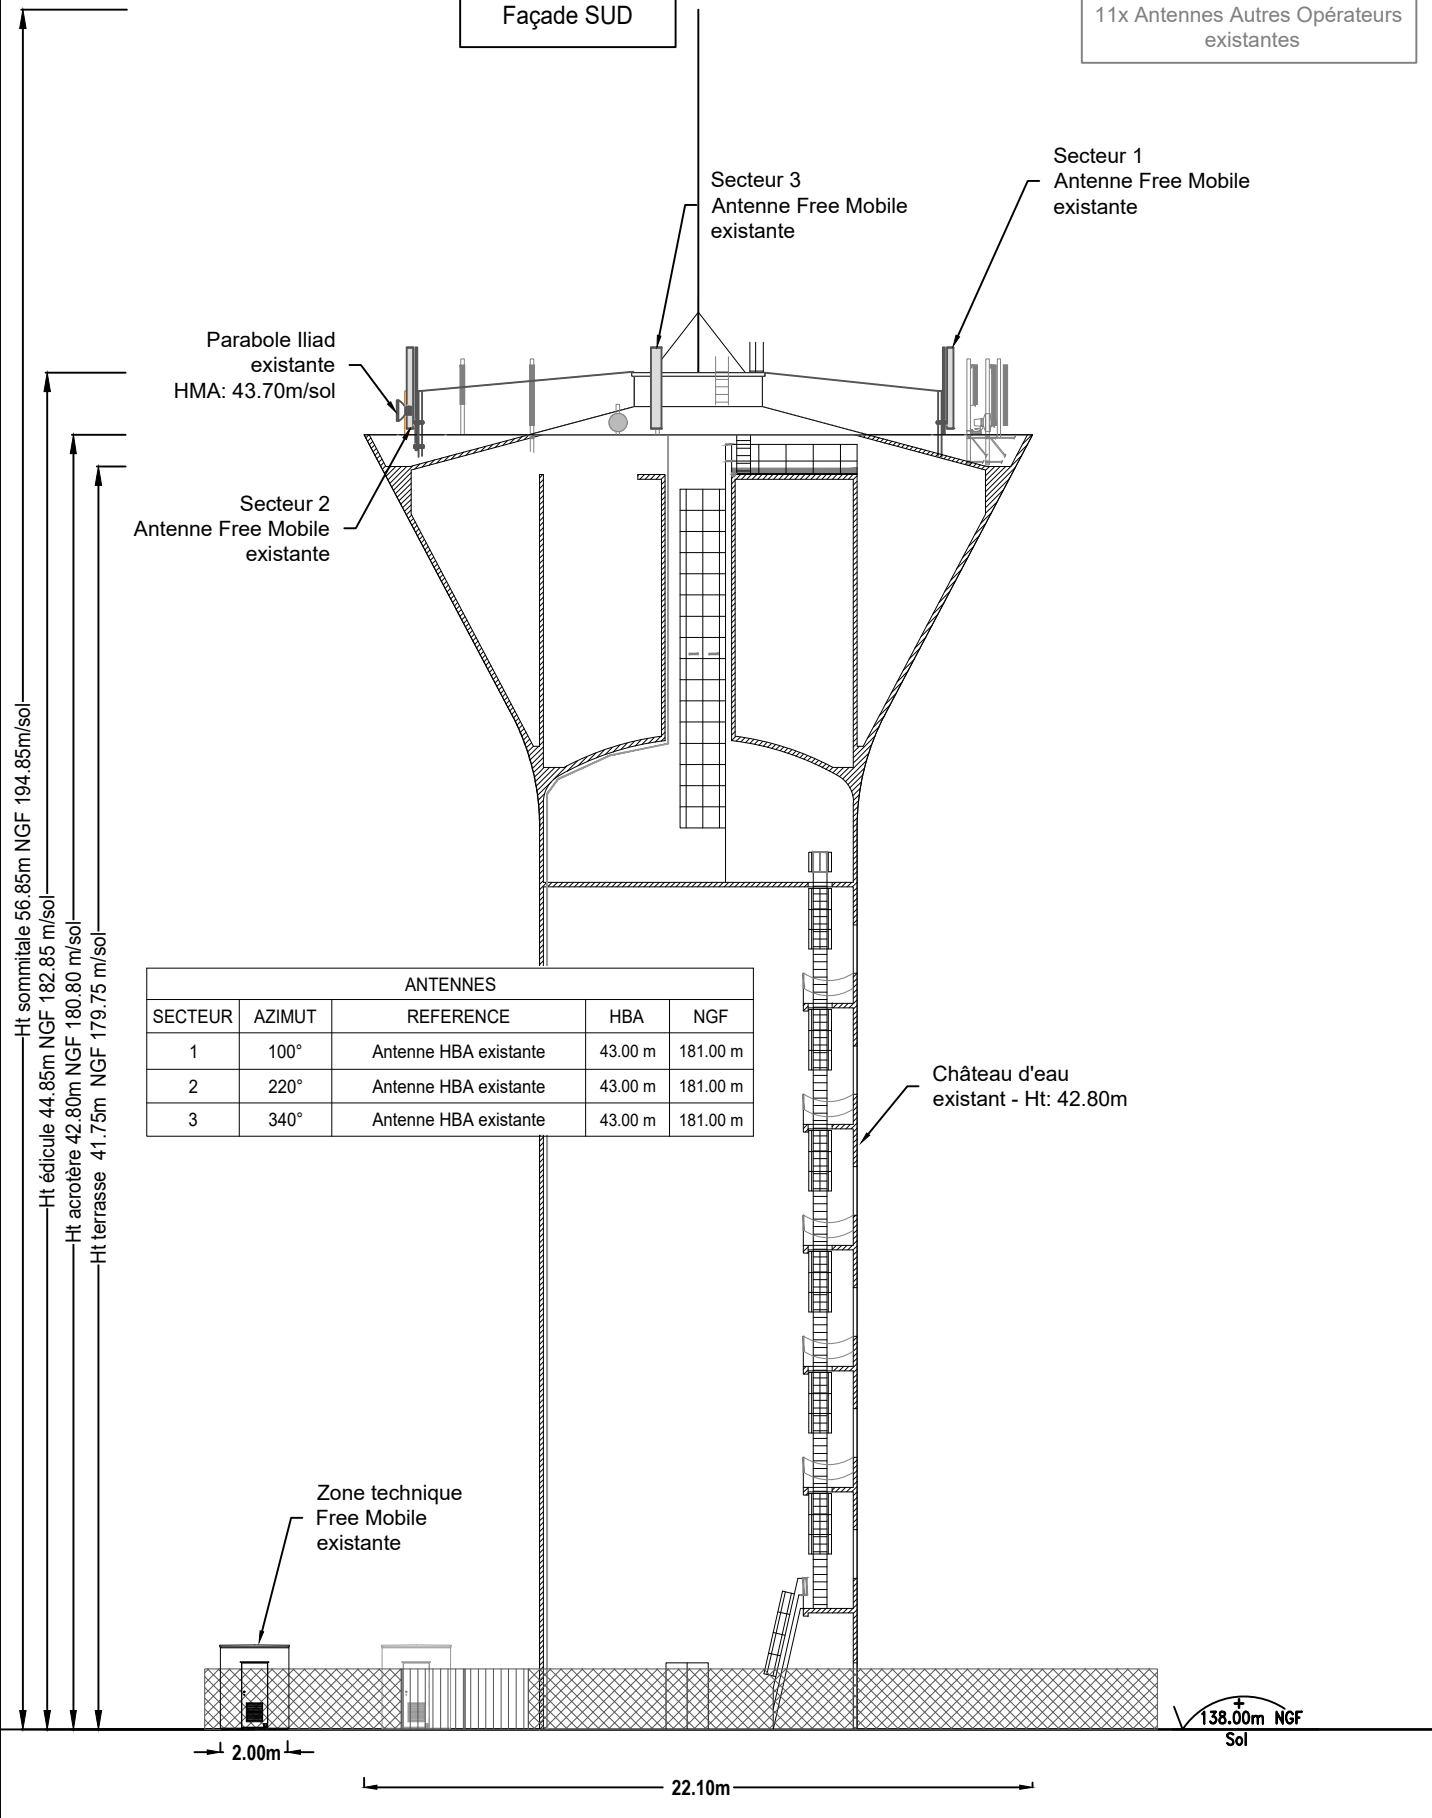 Façade SUD
11x Antennes Autres Opérateurs
existantes
Secteur 1
Antenne Free Mobile
existante
Secteur 3
Antenne Free Mobile
existante
Parabole Iliad
existante
HMA: 43.70m/sol
Secteur 2
Antenne Free Mobile
existante
Ht sommitale 56.85m NGF 194.85m/sol
Ht édicule 44.85m NGF 182.85 m/sol
Ht acrotère 42.80m NGF 180.80 m/sol
Ht terrasse 41.75m NGF 179.75 m/sol
ANTENNES
SECTEUR AZIMUT REFERENCE HBA NGF
1 100° Antenne HBA existante 43.00 m 181.00 m
2 220° Antenne HBA existante 43.00 m 181.00 m
3 340° Antenne HBA existante 43.00 m 181.00 m
Château d'eau
existant - Ht: 42.80m
Zone technique
Free Mobile
existante
138.00m NGF
Sol
2.00m
22.10m